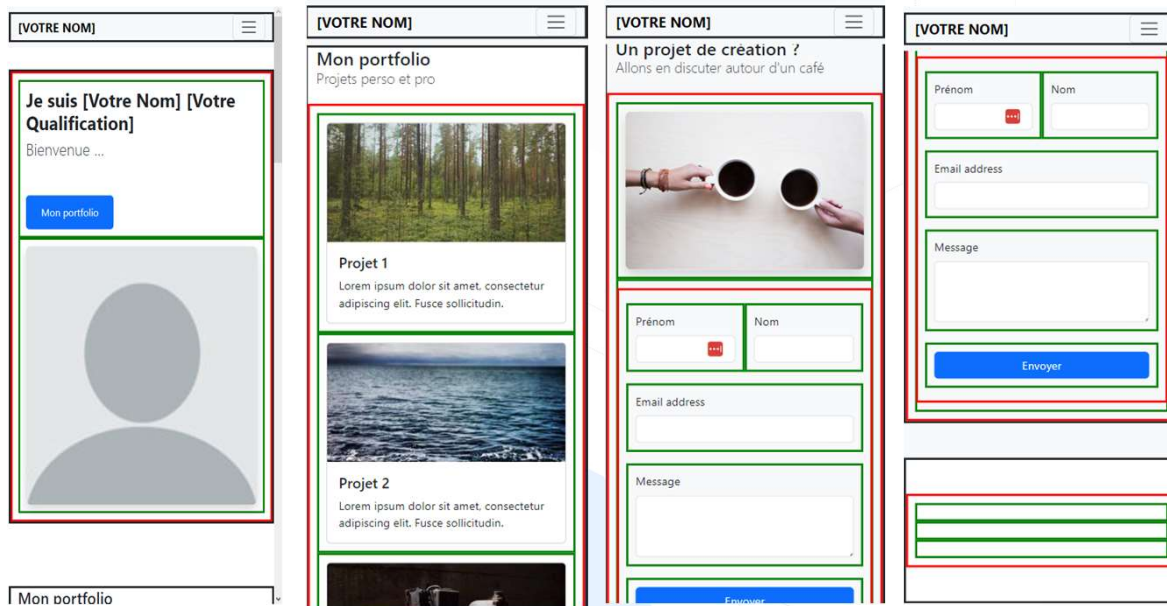 [VOTRE NOM]
Je suis [Votre Nom] [Votre
Qualification]
Bienvenue ...
Mon portfolio
Mon portfolio
[VOTRE NOM]
Mon portfolio
Projets perso et pro
Projet 1
Lorem ipsum dolor sit amet, consectetur
adipiscing elit. Fusce sollicitudin.
Projet 2
Lorem ipsum dolor sit amet, consectetur
adipiscing elit. Fusce sollicitudin.
[VOTRE NOM]
Un projet de création ?
Allons en discuter autour d'un café
Prénom
Nom
Email address
Message
Envoyer
[VOTRE NOM]
Prénom
Nom
Email address
Message
Envoyer